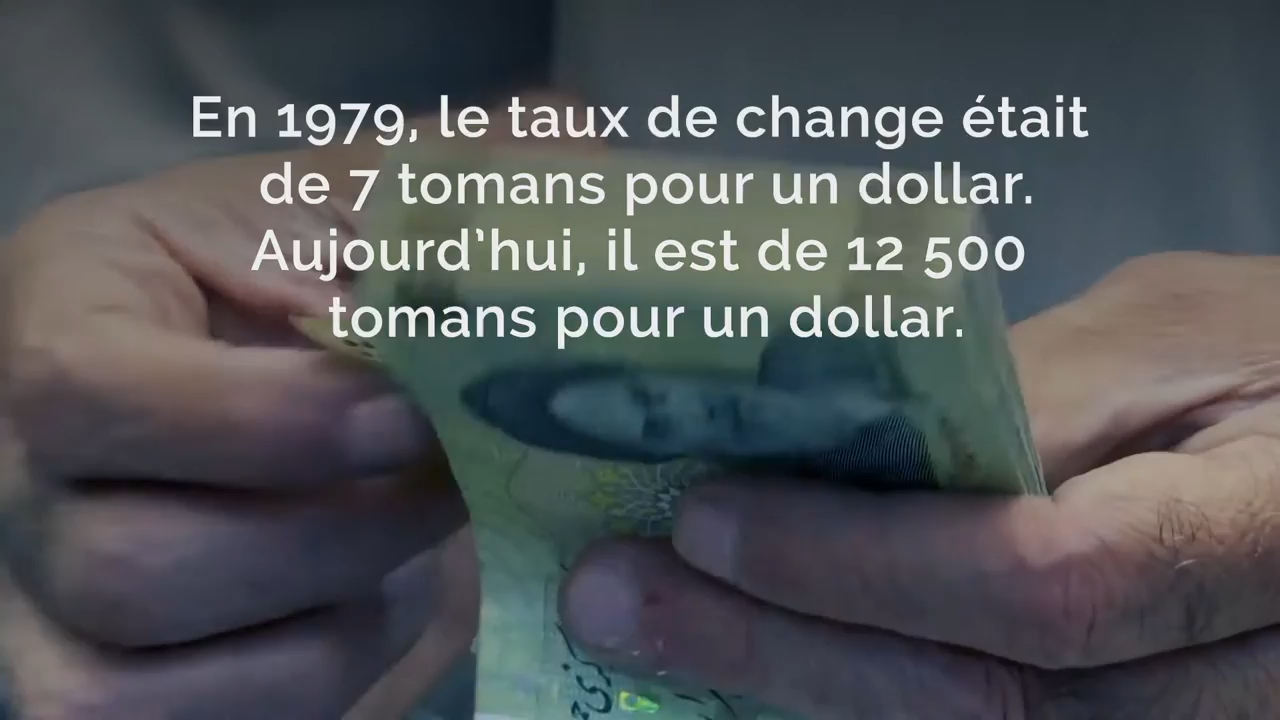 En 1979, le taux de change était
de 7 tomans pour un dollar.
Aujourd’hui, il est de 12 500
tomans pour un dollar.